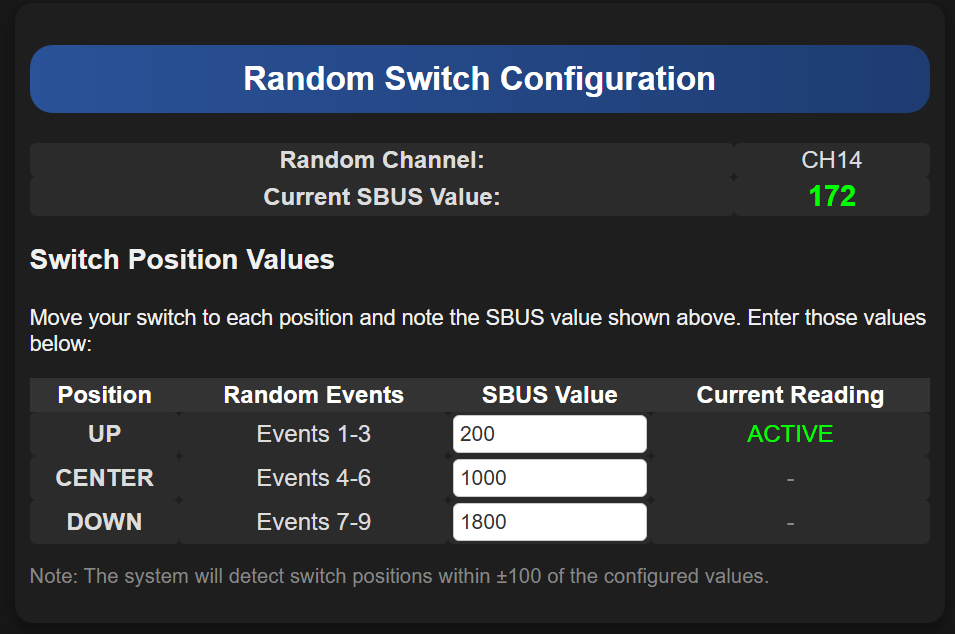 Random Switch Configuration
Random Channel: CH14
Current SBUS Value: 172
Switch Position Values
Move your switch to each position and note the SBUS value shown above. Enter those values
below:
Position Random Events SBUS Value Current Reading
UP Events 1-3 200 ACTIVE
CENTER Events 4-6 1000 -
DOWN Events 7-9 1800 -
Note: The system will detect switch positions within ±100 of the configured values.